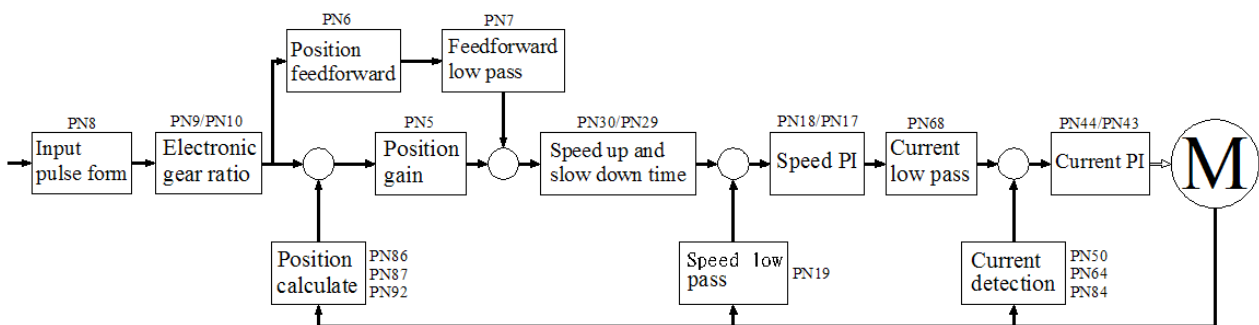 PN6
PN7
Position
feedforward
Feedforward
low pass
PN8
PN9/PN10
PN5
PN30/PN29
PN18/PN17
PN68
PN44/PN43
Input
pulse form
Electronic
gear ratio
Position
gain
Speed up and
slow down time
Speed PI
Current
low pass
Current PI
M
Position
calculate
PN86
PN87
PN92
Speed low
pass
PN19
Current
detection
PN50
PN64
PN84